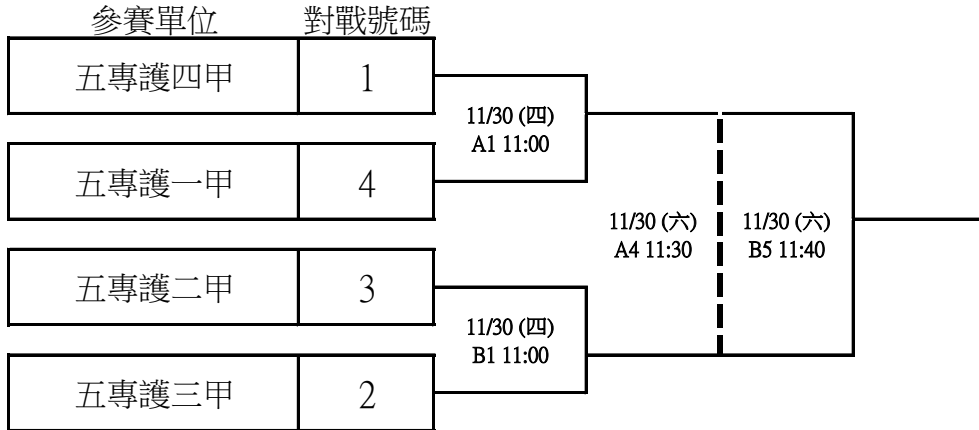 參賽單位 對戰號碼
五專護四甲 1
11/30 (四)
A1 11:00
五專護一甲 4
11/30 (六) 11/30 (六)
A4 11:30 B5 11:40
五專護二甲 3
11/30 (四)
B1 11:00
五專護三甲 2